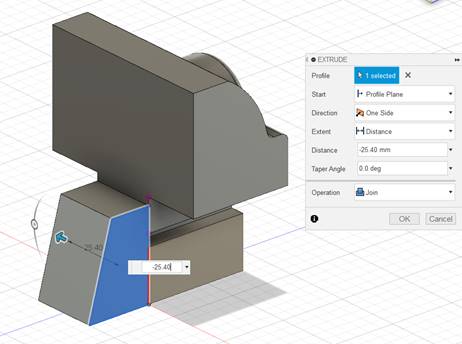 EXTRUDE
Profile 1 selected
Start Profile Plane
Direction One Side
Extent Distance
Distance -25.40 mm
Taper Angle 0.0 deg
Operation Join
OK Cancel
25.40
-25.40